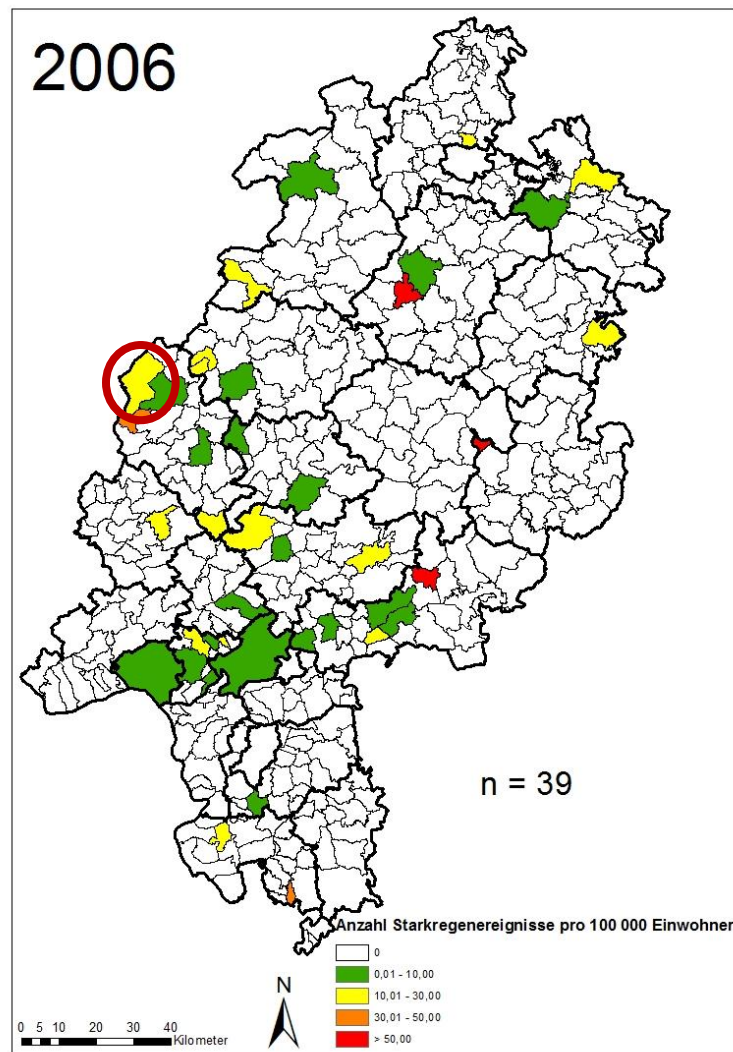 2006
n = 39
Anzahl Starkregenereignisse pro 100 000 Einwohner
0
0,01 - 10,00
10,01 - 30,00
30,01 - 50,00
> 50,00
N
0 5 10 20 30 40
Kilometer